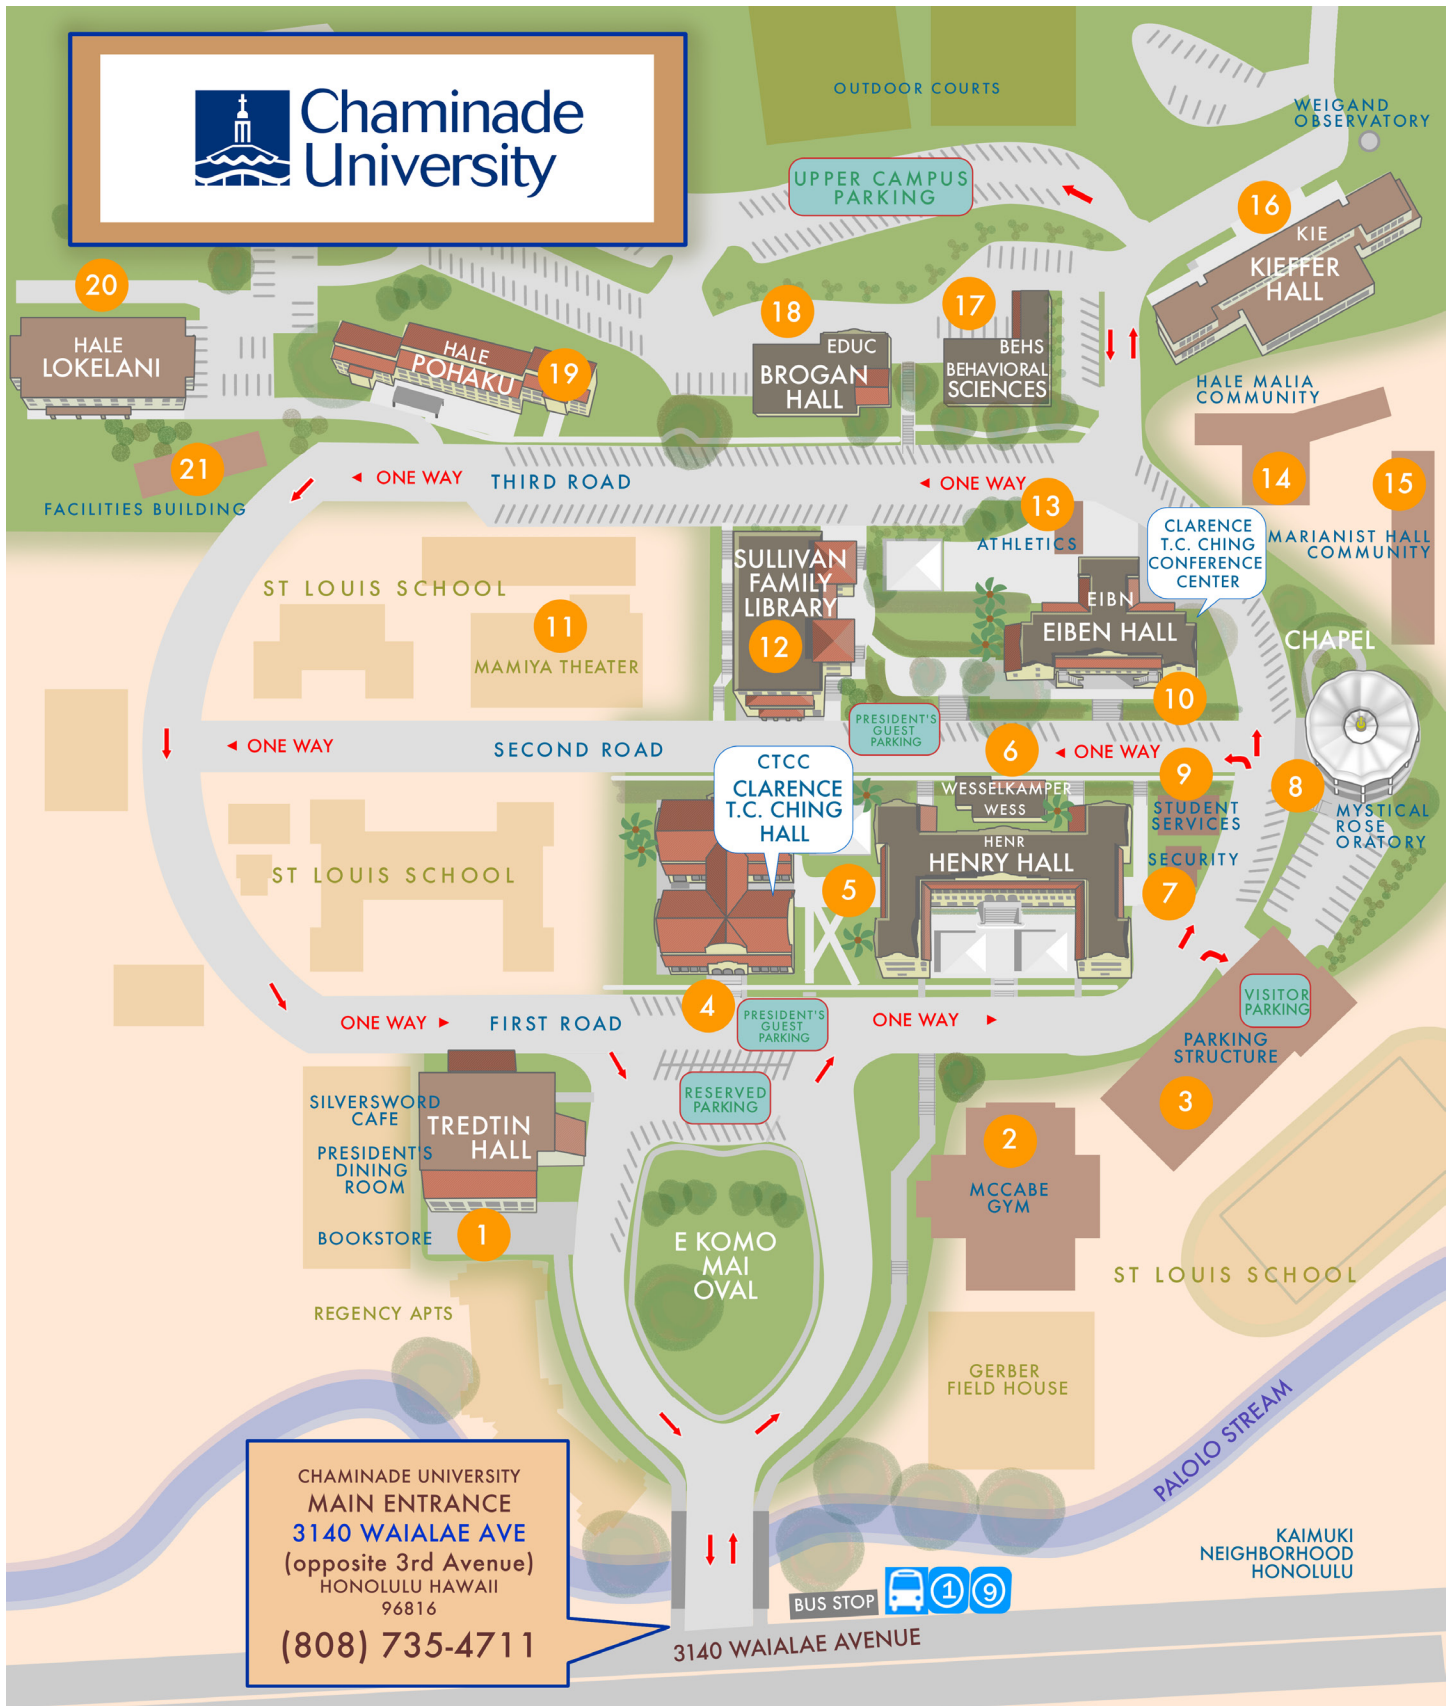 Chaminade
University
OUTDOOR COURTS
WEIGAND
OBSERVATORY
UPPER CAMPUS
PARKING
16
KIE
KIEFFER
HALL
20
HALE
LOKELANI
HALE
POHAKU
19
18
EDUC
BROGAN
HALL
17
BEHS
BEHAVIORAL
SCIENCES
HALE MALIA
COMMUNITY
14
15
MARIANIST HALL
COMMUNITY
21
FACILITIES BUILDING
ONE WAY
THIRD ROAD
ONE WAY
13
ATHLETICS
CLARENCE
T.C. CHING
CONFERENCE
CENTER
ST LOUIS SCHOOL
11
MAMIYA THEATER
SULLIVAN
FAMILY
LIBRARY
12
EIBN
EIBEN HALL
10
CHAPEL
PRESIDENT'S
GUEST
PARKING
ONE WAY
SECOND ROAD
6
ONE WAY
CTCC
CLARENCE
T.C. CHING
HALL
WESSELKAMPER
WESS
9
STUDENT
SERVICES
8
MYSTICAL
ROSE
ORATORY
HENR
HENRY HALL
SECURITY
7
5
ST LOUIS SCHOOL
4
PRESIDENT'S
GUEST
PARKING
ONE WAY
FIRST ROAD
ONE WAY
VISITOR
PARKING
PARKING
STRUCTURE
3
RESERVED
PARKING
SILVERSWORD
CAFE
PRESIDENT'S
DINING
ROOM
BOOKSTORE
TREDTIN
HALL
1
2
MCCABE
GYM
E KOMO
MAI
OVAL
ST LOUIS SCHOOL
REGENCY APTS
GERBER
FIELD HOUSE
PALOLO STREAM
CHAMINADE UNIVERSITY
MAIN ENTRANCE
3140 WAIALAE AVE
(opposite 3rd Avenue)
HONOLULU HAWAII
96816
(808) 735-4711
KAIMUKI
NEIGHBORHOOD
HONOLULU
BUS STOP
1
9
3140 WAIALAE AVENUE